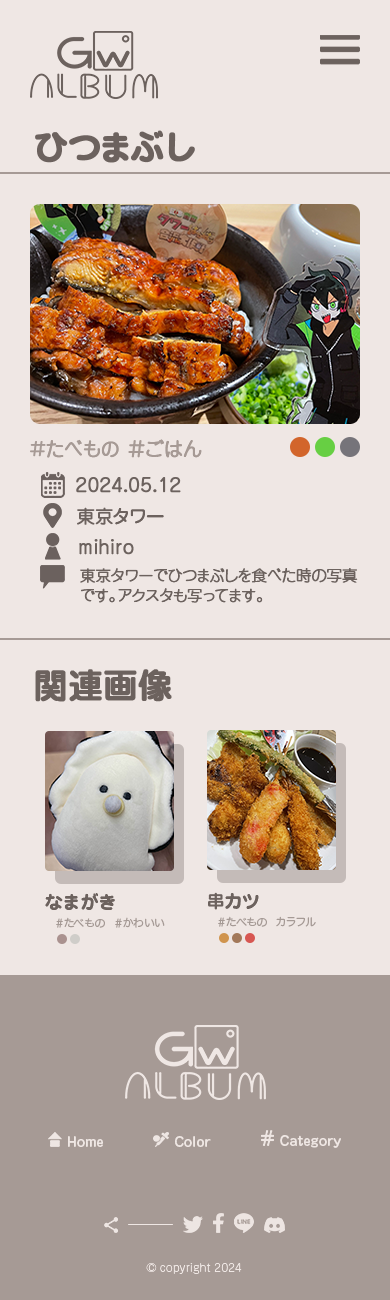 GW
ALBUM
ひつまぶし
#たべもの #ごはん
2024.05.12
東京タワー
mihiro
東京タワーでひつまぶしを食べた時の写真
です。アクスタも写ってます。
関連画像
なまがき
#たべもの #かわいい
串カツ
#たべもの カラフル
GW
ALBUM
Home
Color
Category
LINE
© copyright 2024